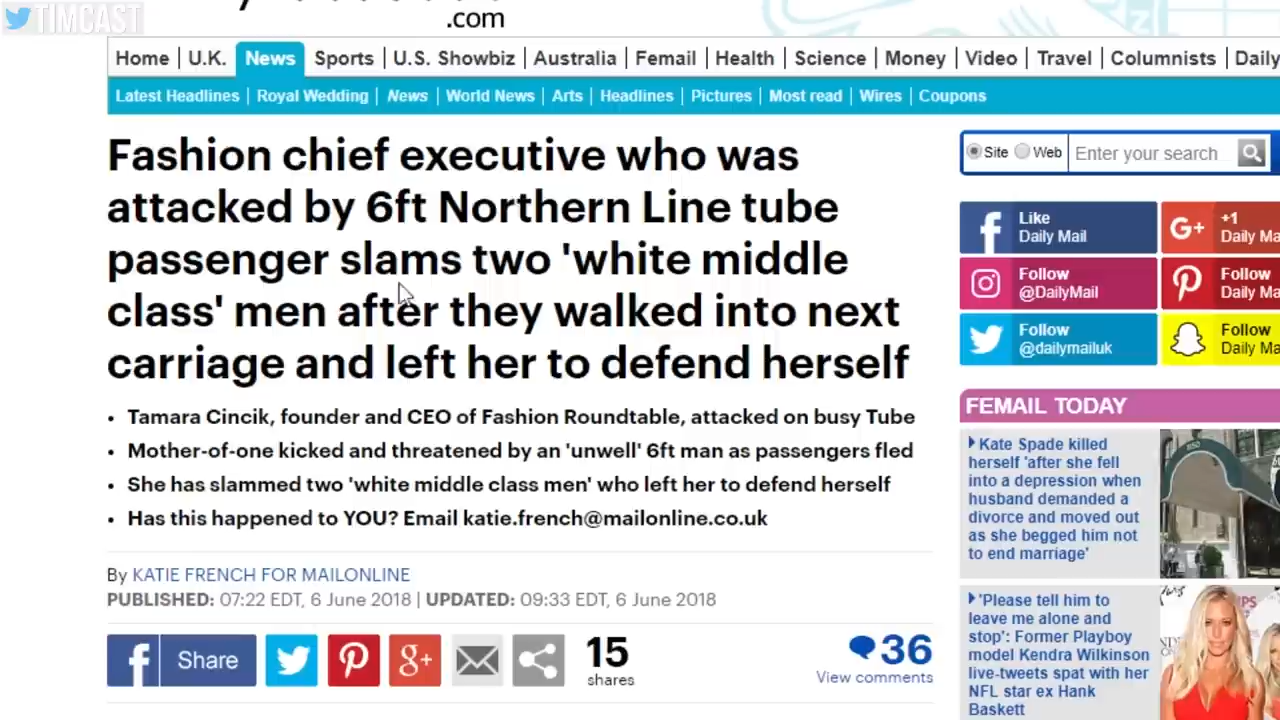 TIMCAST
.com
Home U.K. News Sports U.S. Showbiz Australia Femail Health Science Money Video Travel Columnists Daily
Latest Headlines Royal Wedding News World News Arts Headlines Pictures Most read Wires Coupons
Fashion chief executive who was
attacked by 6ft Northern Line tube
passenger slams two 'white middle
class' men after they walked into next
carriage and left her to defend herself
• Tamara Cincik, founder and CEO of Fashion Roundtable, attacked on busy Tube
• Mother-of-one kicked and threatened by an 'unwell' 6ft man as passengers fled
• She has slammed two 'white middle class men' who left her to defend herself
• Has this happened to YOU? Email katie.french@mailonline.co.uk
By KATIE FRENCH FOR MAILONLINE
PUBLISHED: 07:22 EDT, 6 June 2018 | UPDATED: 09:33 EDT, 6 June 2018
Share
15
shares
36
View comments
Site Web Enter your search
Like
Daily Mail
+1
Daily Ma
Follow
@DailyMail
Follow
Daily Ma
Follow
@dailymailuk
Follow
Daily Ma
FEMAIL TODAY
Kate Spade killed
herself 'after she fell
into a depression when
husband demanded a
divorce and moved out
as she begged him not
to end marriage'
'Please tell him to
leave me alone and
stop': Former Playboy
model Kendra Wilkinson
live-tweets spat with her
NFL star ex Hank
Baskett